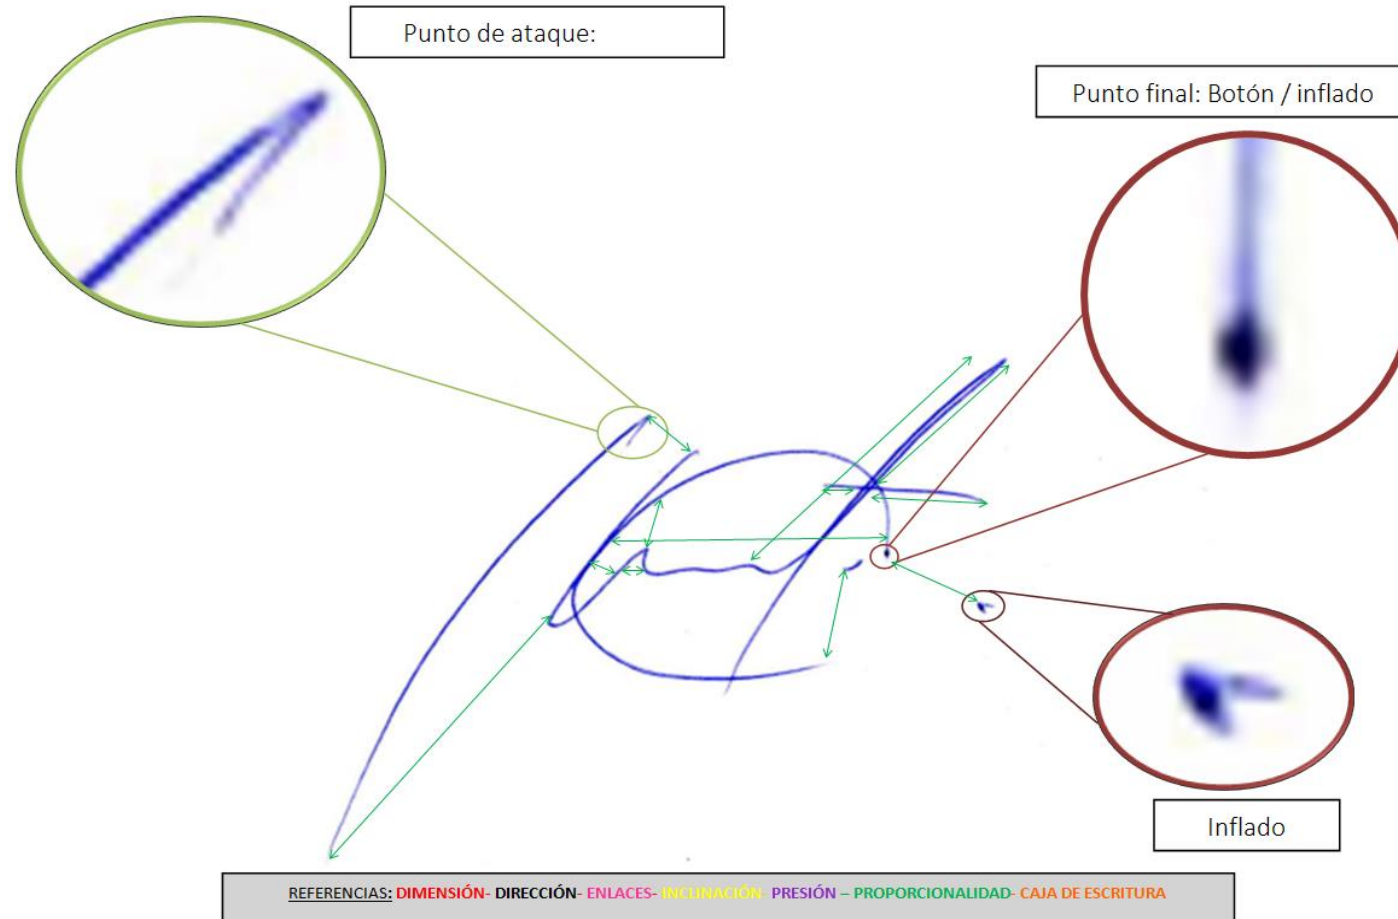 Punto de ataque:
Punto final: Botón / inflado
Inflado
REFERENCIAS: DIMENSIÓN- DIRECCIÓN- ENLACES- INCLINACIÓN- PRESIÓN – PROPORCIONALIDAD- CAJA DE ESCRITURA